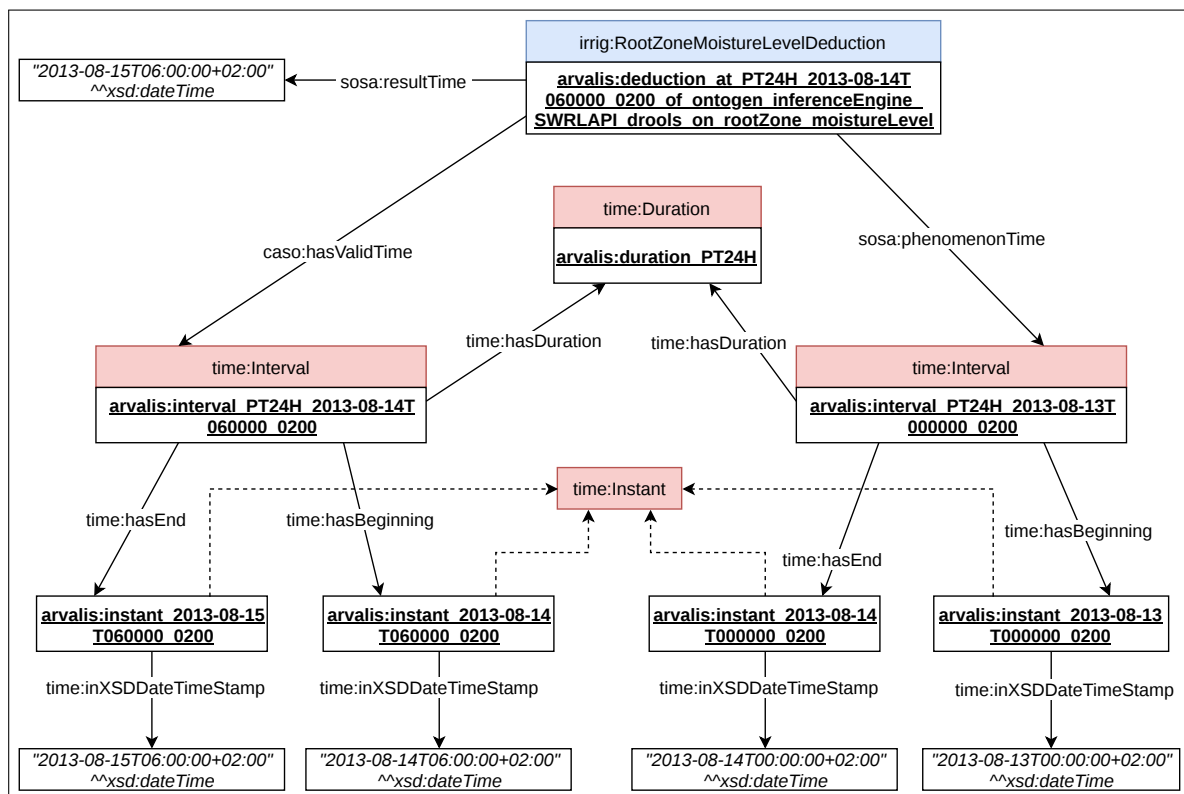 irrig:RootZoneMoistureLevelDeduction
"2013-08-15T06:00:00+02:00"
^^xsd:dateTime
sosa:resultTime
arvalis:deduction_at_PT24H_2013-08-14T
060000_0200_of_ontogen_inferenceEngine_
SWRLAPI_drools_on_rootZone_moistureLevel
time:Duration
arvalis:duration_PT24H
caso:hasValidTime
sosa:phenomenonTime
time:hasDuration
time:hasDuration
time:Interval
arvalis:interval_PT24H_2013-08-14T
060000_0200
time:Interval
arvalis:interval_PT24H_2013-08-13T
000000_0200
time:Instant
time:hasEnd
time:hasBeginning
time:hasEnd
time:hasBeginning
arvalis:instant_2013-08-15
T060000_0200
arvalis:instant_2013-08-14
T060000_0200
arvalis:instant_2013-08-14
T000000_0200
arvalis:instant_2013-08-13
T000000_0200
time:inXSDDateTimeStamp
time:inXSDDateTimeStamp
time:inXSDDateTimeStamp
time:inXSDDateTimeStamp
"2013-08-15T06:00:00+02:00"
^^xsd:dateTime
"2013-08-14T06:00:00+02:00"
^^xsd:dateTime
"2013-08-14T00:00:00+02:00"
^^xsd:dateTime
"2013-08-13T00:00:00+02:00"
^^xsd:dateTime